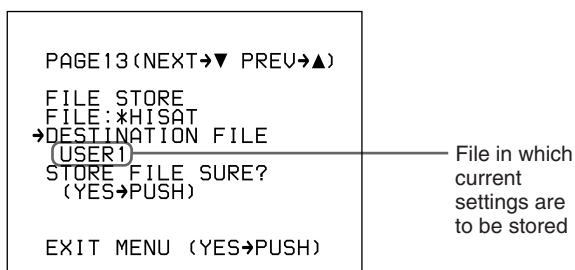 PAGE13(NEXT➔▼ PREV➔▲)
FILE STORE
FILE:*HISAT
➔DESTINATION FILE
USER1
STORE FILE SURE?
(YES➔PUSH)
EXIT MENU (YES➔PUSH)
File in which
current
settings are
to be stored